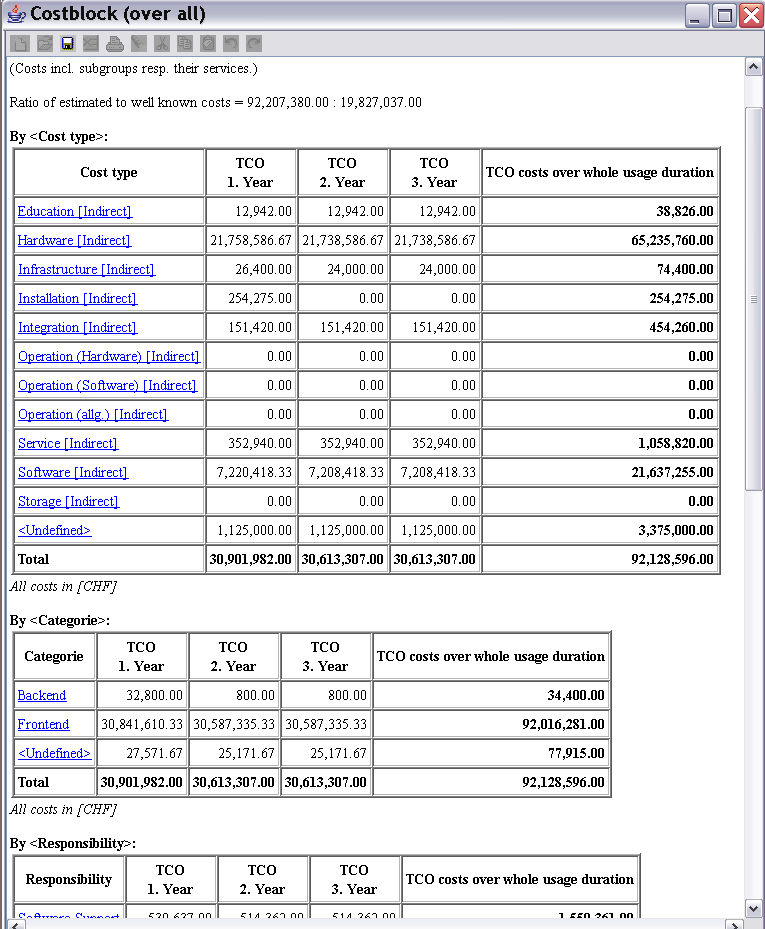 Costblock (over all)
(Costs incl. subgroups resp. their services.)
Ratio of estimated to well known costs = 92,207,380.00 : 19,827,037.00
By <Cost type>:
Cost type TCO 1. Year TCO 2. Year TCO 3. Year TCO costs over whole usage duration
Education [Indirect] 12,942.00 12,942.00 12,942.00 38,826.00
Hardware [Indirect] 21,758,586.67 21,738,586.67 21,738,586.67 65,235,760.00
Infrastructure [Indirect] 26,400.00 24,000.00 24,000.00 74,400.00
Installation [Indirect] 254,275.00 0.00 0.00 254,275.00
Integration [Indirect] 151,420.00 151,420.00 151,420.00 454,260.00
Operation (Hardware) [Indirect] 0.00 0.00 0.00 0.00
Operation (Software) [Indirect] 0.00 0.00 0.00 0.00
Operation (allg.) [Indirect] 0.00 0.00 0.00 0.00
Service [Indirect] 352,940.00 352,940.00 352,940.00 1,058,820.00
Software [Indirect] 7,220,418.33 7,208,418.33 7,208,418.33 21,637,255.00
Storage [Indirect] 0.00 0.00 0.00 0.00
<Undefined> 1,125,000.00 1,125,000.00 1,125,000.00 3,375,000.00
Total 30,901,982.00 30,613,307.00 30,613,307.00 92,128,596.00
All costs in [CHF]
By <Categorie>:
Categorie TCO 1. Year TCO 2. Year TCO 3. Year TCO costs over whole usage duration
Backend 32,800.00 800.00 800.00 34,400.00
Frontend 30,841,610.33 30,587,335.33 30,587,335.33 92,016,281.00
<Undefined> 27,571.67 25,171.67 25,171.67 77,915.00
Total 30,901,982.00 30,613,307.00 30,613,307.00 92,128,596.00
All costs in [CHF]
By <Responsibility>:
Responsibility TCO 1. Year TCO 2. Year TCO 3. Year TCO costs over whole usage duration
Software Support 530,637.00 514,362.00 514,362.00 1,559,361.00